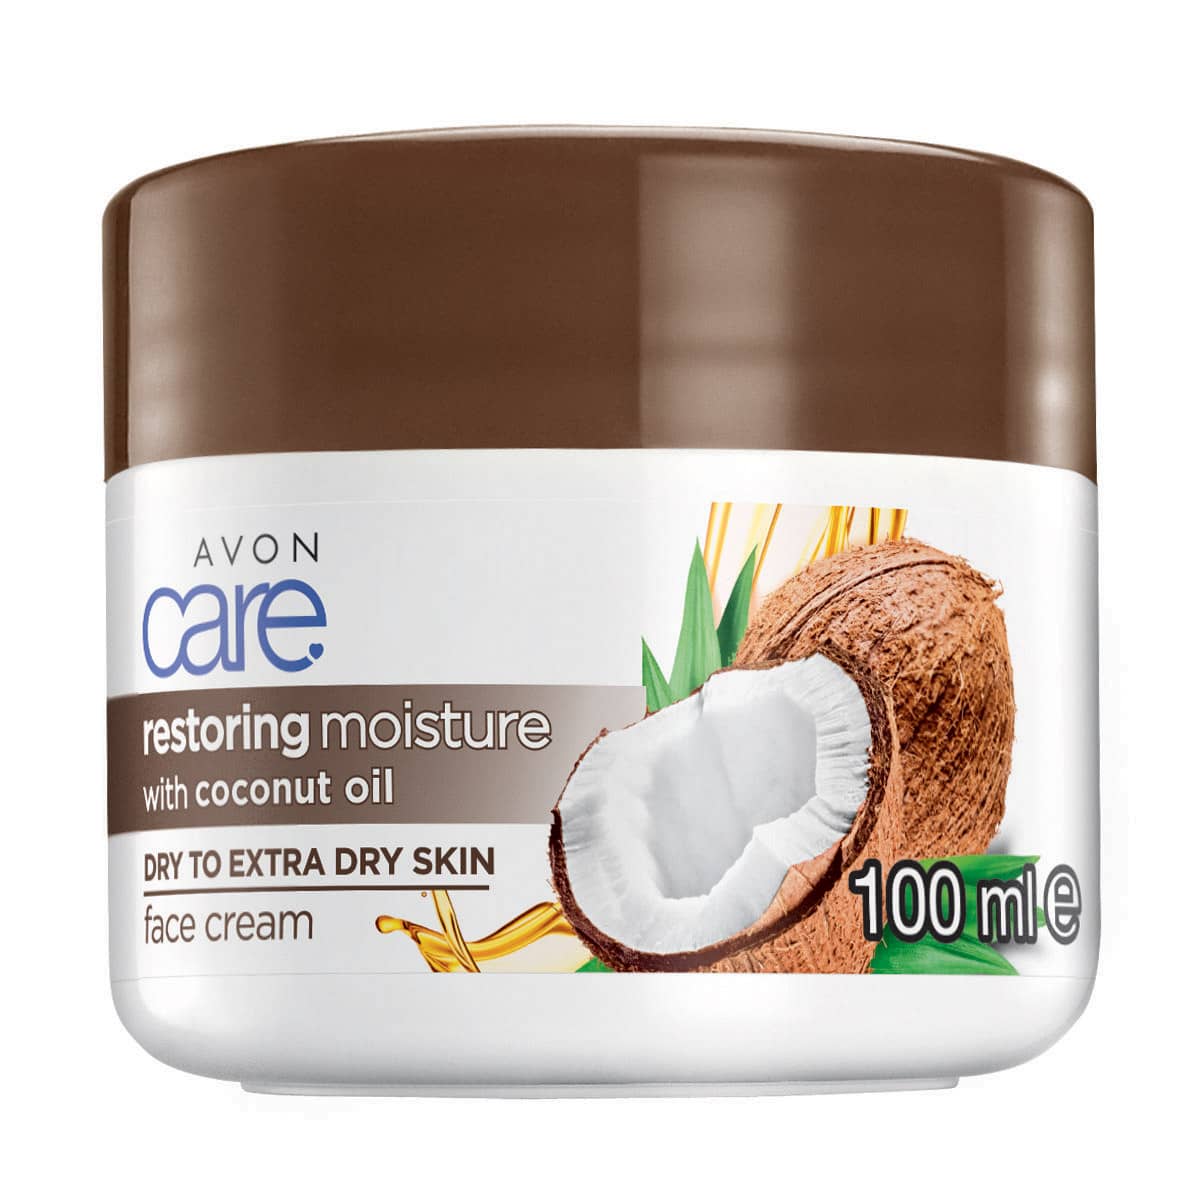 AVON
care
restoring moisture
with coconut oil
DRY TO EXTRA DRY SKIN
face cream
100 ml e